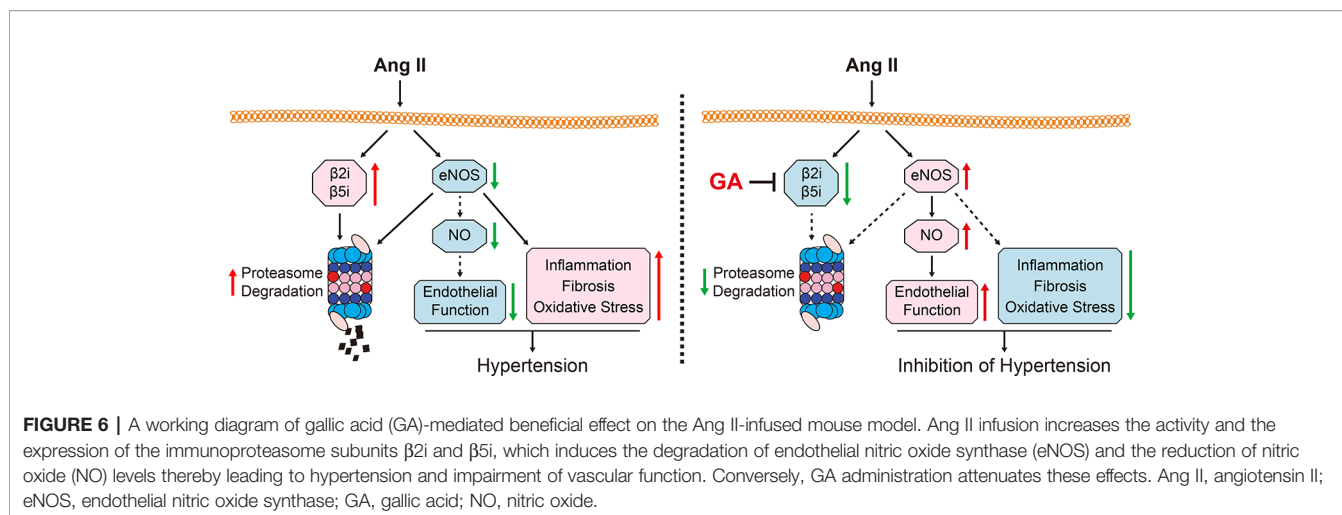 Ang II
β2i
β5i
eNOS
NO
Proteasome
Degradation
Endothelial
Function
Inflammation
Fibrosis
Oxidative Stress
Hypertension
Ang II
GA
β2i
β5i
eNOS
NO
Proteasome
Degradation
Endothelial
Function
Inflammation
Fibrosis
Oxidative Stress
Inhibition of Hypertension
FIGURE 6 | A working diagram of gallic acid (GA)-mediated beneficial effect on the Ang II-infused mouse model. Ang II infusion increases the activity and the
expression of the immunoproteasome subunits β2i and β5i, which induces the degradation of endothelial nitric oxide synthase (eNOS) and the reduction of nitric
oxide (NO) levels thereby leading to hypertension and impairment of vascular function. Conversely, GA administration attenuates these effects. Ang II, angiotensin II;
eNOS, endothelial nitric oxide synthase; GA, gallic acid; NO, nitric oxide.